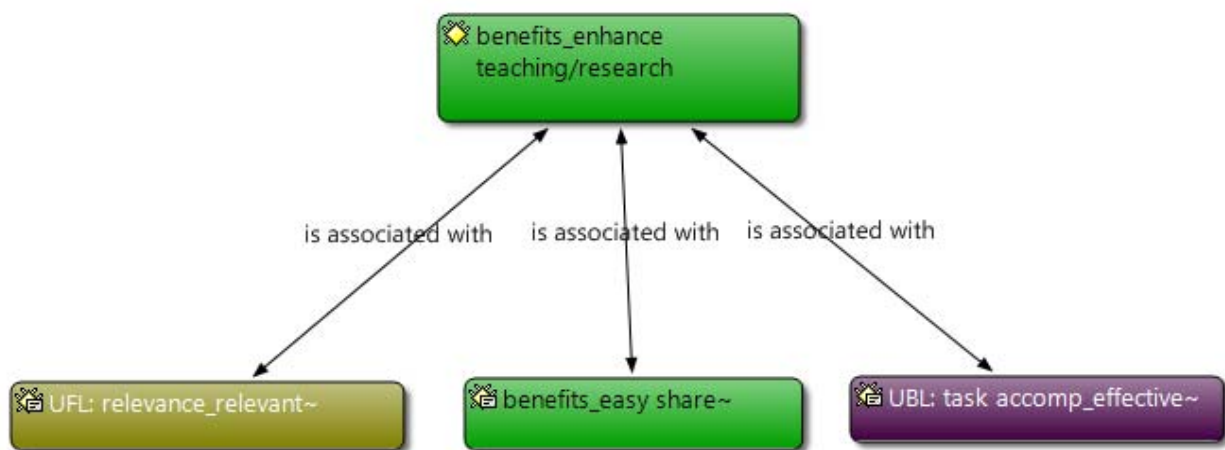 benefits_enhance
teaching/research
is associated with
is associated with
is associated with
UFL: relevance_relevant~
benefits_easy share~
UBL: task accomp_effective~